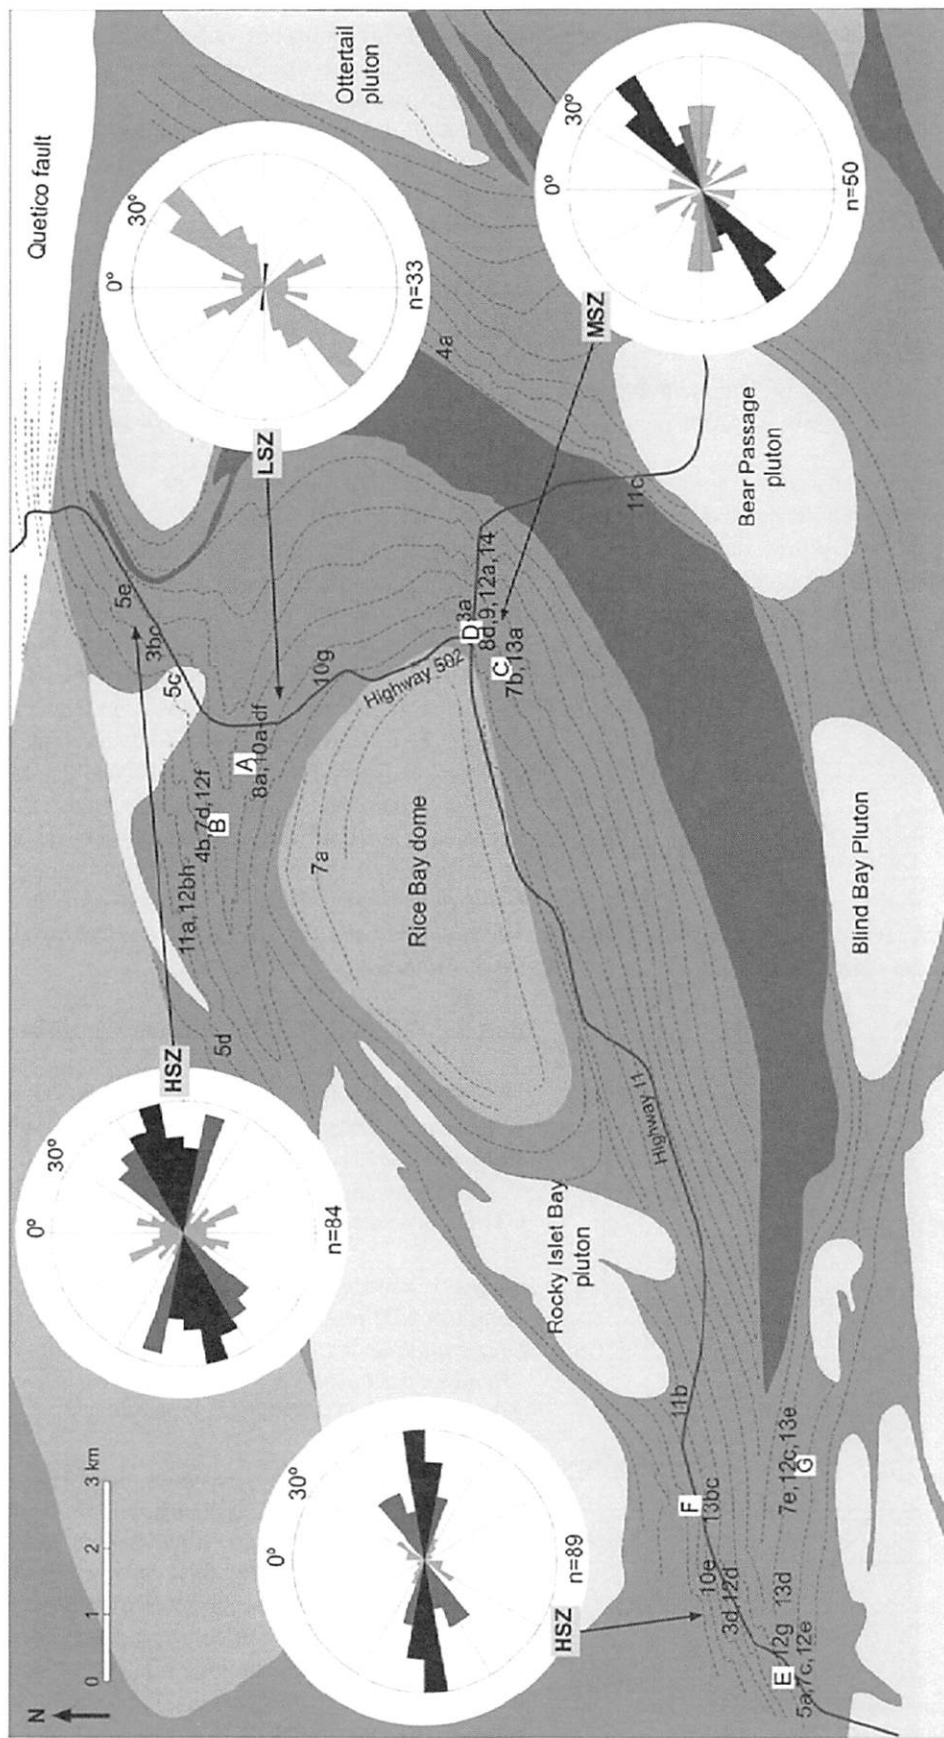 N
0 1 2 3 km
Quetico fault
0°
30°
n=84
HSZ
0°
30°
n=33
LSZ
Ottertail
pluton
5e
3bc
5c
11a,12bh
4b,7d,12f
B
A
8a,10a-df
10g
5d
7a
Rice Bay dome
Highway 502
4a
0°
30°
n=89
HSZ
0°
30°
n=50
MSZ
D
3a
8d,9,12a,14
C
7b,13a
11c
Bear Passage
pluton
Rocky Islet Bay
pluton
Highway 11
11b
F
13bc
10e
3d,12d
13d
7e,12c,13e
G
12g
E
5a,7c,12e
Blind Bay Pluton